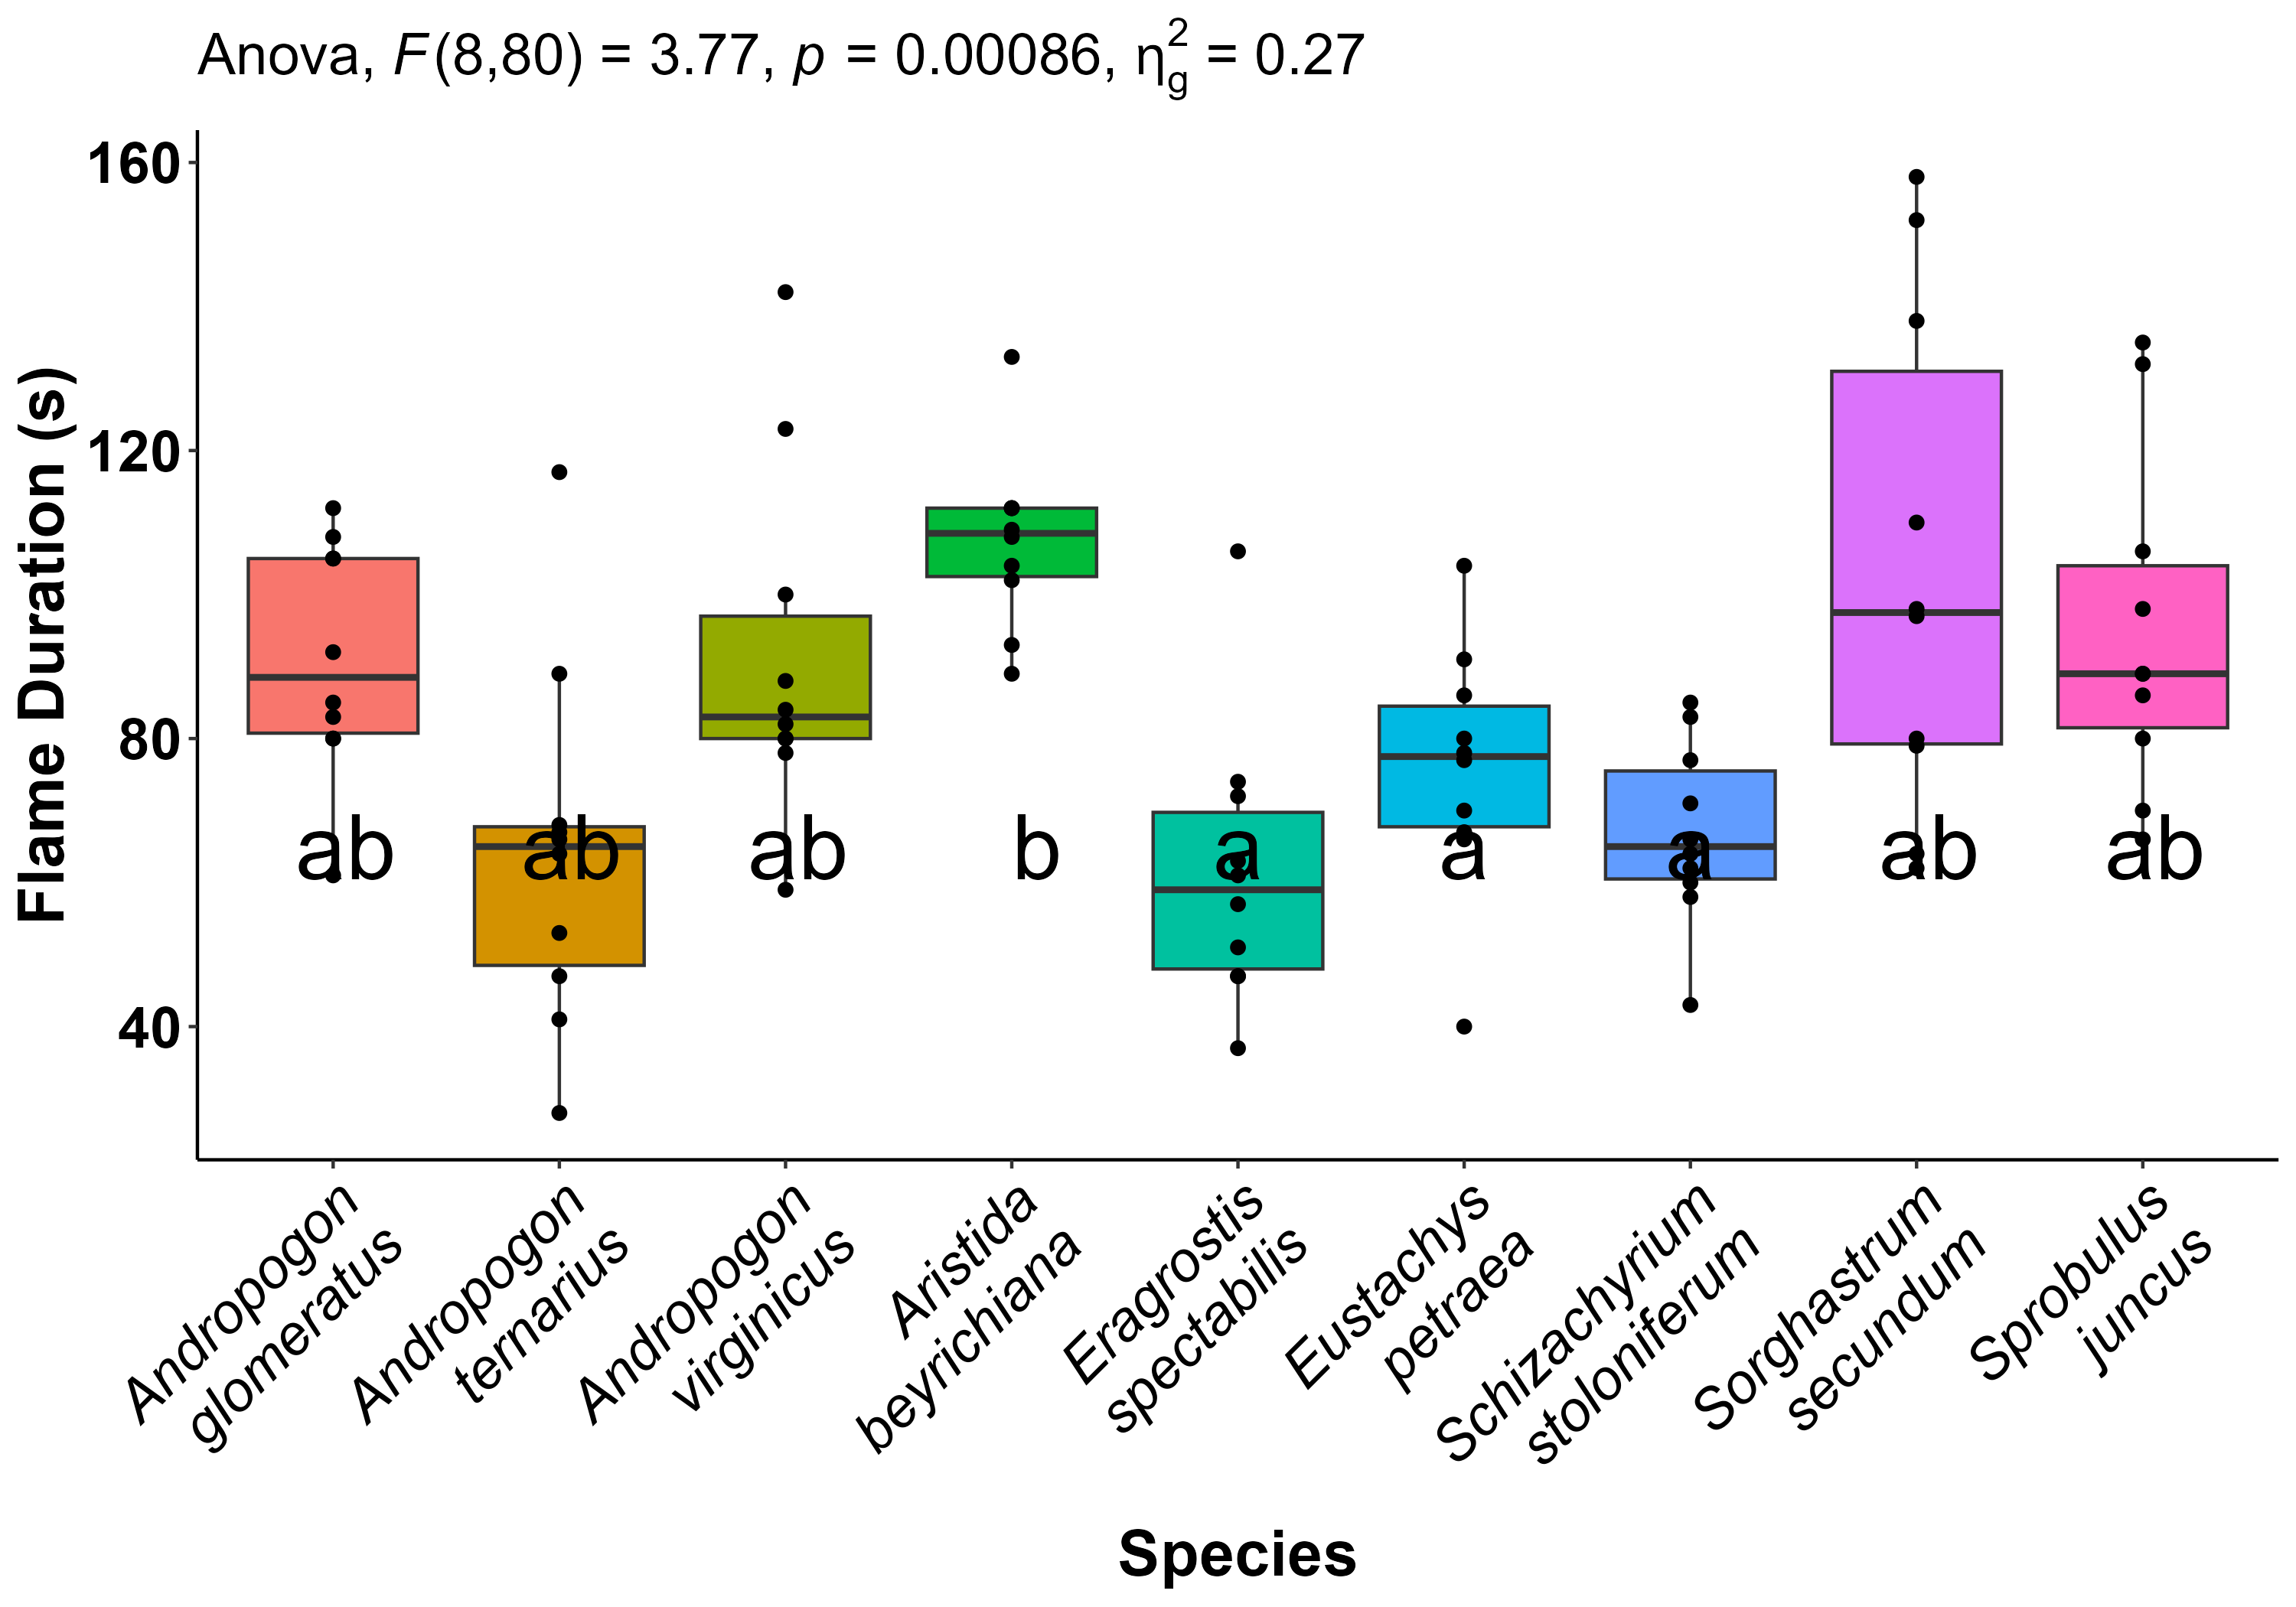 Anova, F(8,80) = 3.77, p = 0.00086, η²g = 0.27
Flame Duration (s)
160
120
80
40
ab
ab
ab
b
a
a
a
ab
ab
Andropogon
glomeratus
Andropogon
ternarius
Andropogon
virginicus
Aristida
beyrichiana
Eragrostis
spectabilis
Eustachys
petraea
Schizachyrium
stoloniferum
Sorghastrum
secundum
Sprobulus
juncus
Species